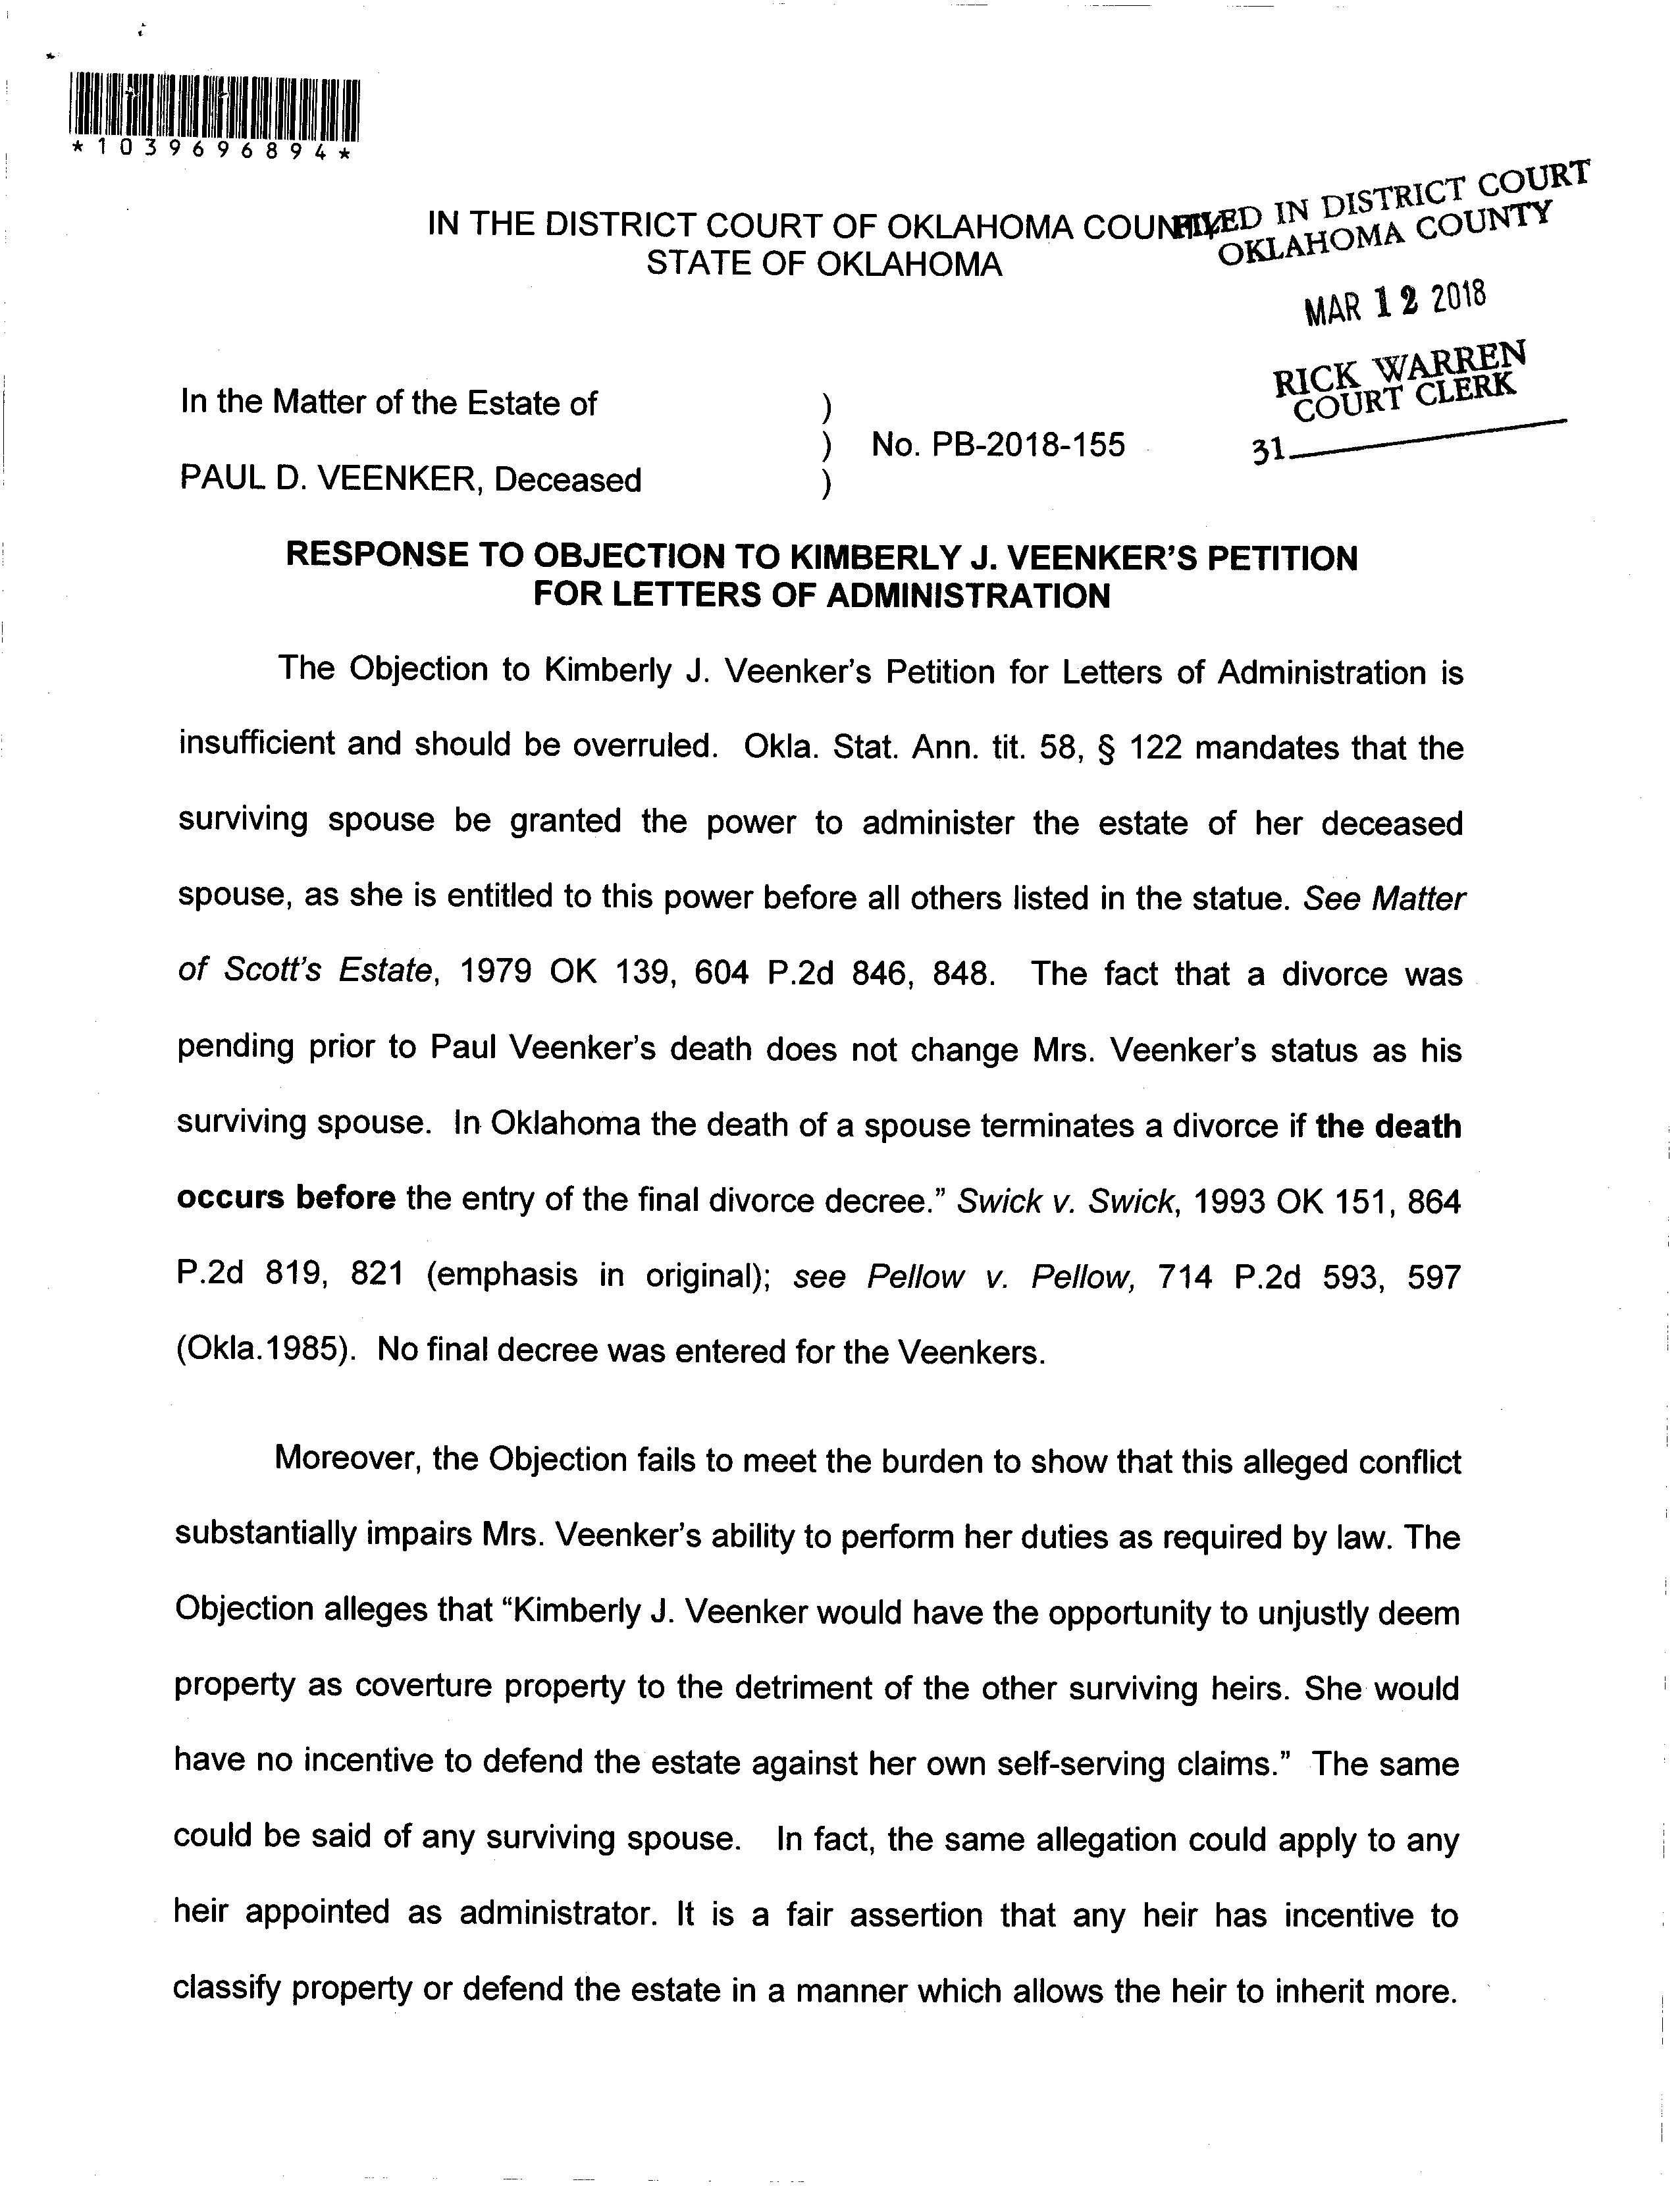 *1039696894*
IN THE DISTRICT COURT OF OKLAHOMA COUNTY
STATE OF OKLAHOMA
FILED IN DISTRICT COURT
OKLAHOMA COUNTY
MAR 12 2018
RICK WARREN
COURT CLERK
31
In the Matter of the Estate of )
) No. PB-2018-155
PAUL D. VEENKER, Deceased )
RESPONSE TO OBJECTION TO KIMBERLY J. VEENKER'S PETITION
FOR LETTERS OF ADMINISTRATION
The Objection to Kimberly J. Veenker's Petition for Letters of Administration is
insufficient and should be overruled. Okla. Stat. Ann. tit. 58, § 122 mandates that the
surviving spouse be granted the power to administer the estate of her deceased
spouse, as she is entitled to this power before all others listed in the statue. See Matter
of Scott's Estate, 1979 OK 139, 604 P.2d 846, 848. The fact that a divorce was
pending prior to Paul Veenker's death does not change Mrs. Veenker's status as his
surviving spouse. In Oklahoma the death of a spouse terminates a divorce if the death
occurs before the entry of the final divorce decree." Swick v. Swick, 1993 OK 151, 864
P.2d 819, 821 (emphasis in original); see Pellow v. Pellow, 714 P.2d 593, 597
(Okla.1985). No final decree was entered for the Veenkers.
Moreover, the Objection fails to meet the burden to show that this alleged conflict
substantially impairs Mrs. Veenker's ability to perform her duties as required by law. The
Objection alleges that "Kimberly J. Veenker would have the opportunity to unjustly deem
property as coverture property to the detriment of the other surviving heirs. She would
have no incentive to defend the estate against her own self-serving claims." The same
could be said of any surviving spouse. In fact, the same allegation could apply to any
heir appointed as administrator. It is a fair assertion that any heir has incentive to
classify property or defend the estate in a manner which allows the heir to inherit more.